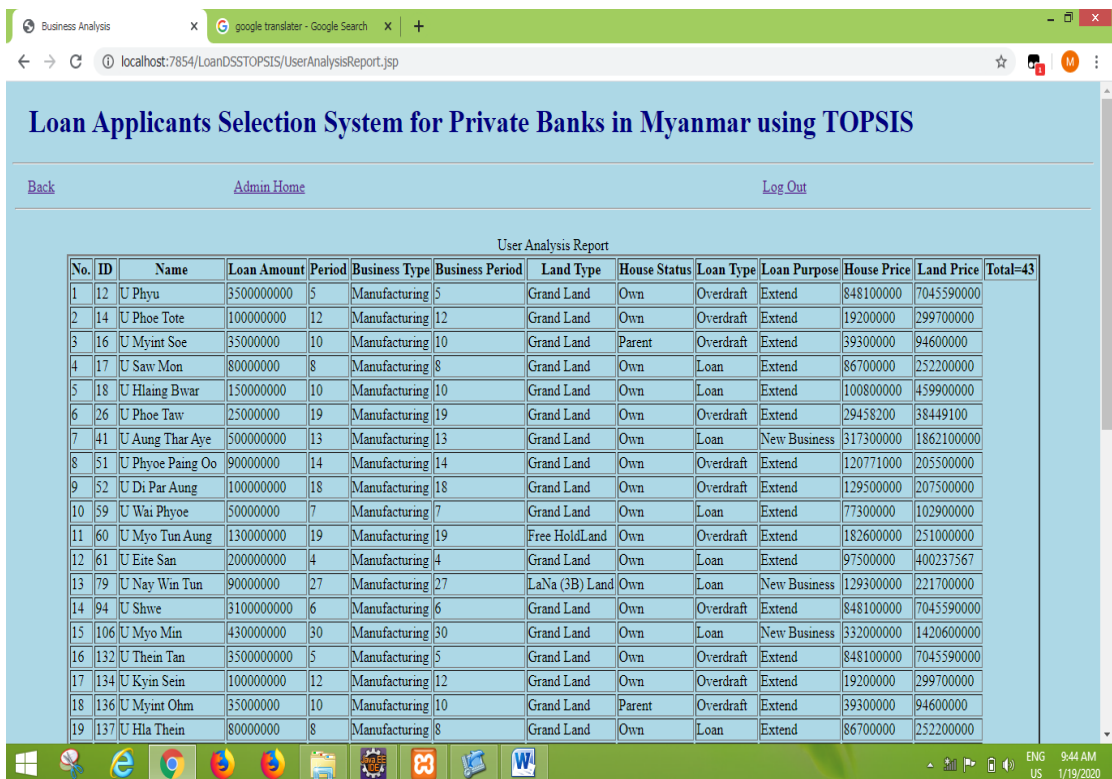 Business Analysis
google translater - Google Search
localhost:7854/LoanDSSTOPSIS/UserAnalysisReport.jsp
1
M
Loan Applicants Selection System for Private Banks in Myanmar using TOPSIS
Back Admin Home Log Out
User Analysis Report
No. ID Name Loan Amount Period Business Type Business Period Land Type House Status Loan Type Loan Purpose House Price Land Price Total=43
1 12 U Phyu 3500000000 5 Manufacturing 5 Grand Land Own Overdraft Extend 848100000 7045590000
2 14 U Phoe Tote 100000000 12 Manufacturing 12 Grand Land Own Overdraft Extend 19200000 299700000
3 16 U Myint Soe 35000000 10 Manufacturing 10 Grand Land Parent Overdraft Extend 39300000 94600000
4 17 U Saw Mon 80000000 8 Manufacturing 8 Grand Land Own Loan Extend 86700000 252200000
5 18 U Hlaing Bwar 150000000 10 Manufacturing 10 Grand Land Own Loan Extend 100800000 459900000
6 26 U Phoe Taw 25000000 19 Manufacturing 19 Grand Land Own Overdraft Extend 29458200 38449100
7 41 U Aung Thar Aye 500000000 13 Manufacturing 13 Grand Land Own Loan New Business 317300000 1862100000
8 51 U Phyoe Paing Oo 90000000 14 Manufacturing 14 Grand Land Own Overdraft Extend 120771000 205500000
9 52 U Di Par Aung 100000000 18 Manufacturing 18 Grand Land Own Overdraft Extend 129500000 207500000
10 59 U Wai Phyoe 50000000 7 Manufacturing 7 Grand Land Own Loan Extend 77300000 102900000
11 60 U Myo Tun Aung 130000000 19 Manufacturing 19 Free HoldLand Own Overdraft Extend 182600000 251000000
12 61 U Eite San 200000000 4 Manufacturing 4 Grand Land Own Loan Extend 97500000 400237567
13 79 U Nay Win Tun 90000000 27 Manufacturing 27 LaNa (3B) Land Own Loan New Business 129300000 221700000
14 94 U Shwe 3100000000 6 Manufacturing 6 Grand Land Own Overdraft Extend 848100000 7045590000
15 106 U Myo Min 430000000 30 Manufacturing 30 Grand Land Own Loan New Business 332000000 1420600000
16 132 U Thein Tan 3500000000 5 Manufacturing 5 Grand Land Own Overdraft Extend 848100000 7045590000
17 134 U Kyin Sein 100000000 12 Manufacturing 12 Grand Land Own Overdraft Extend 19200000 299700000
18 136 U Myint Ohm 35000000 10 Manufacturing 10 Grand Land Parent Overdraft Extend 39300000 94600000
19 137 U Hla Thein 80000000 8 Manufacturing 8 Grand Land Own Loan Extend 86700000 252200000
Java EE
IDE
ENG 9:44 AM
US 1/19/2020